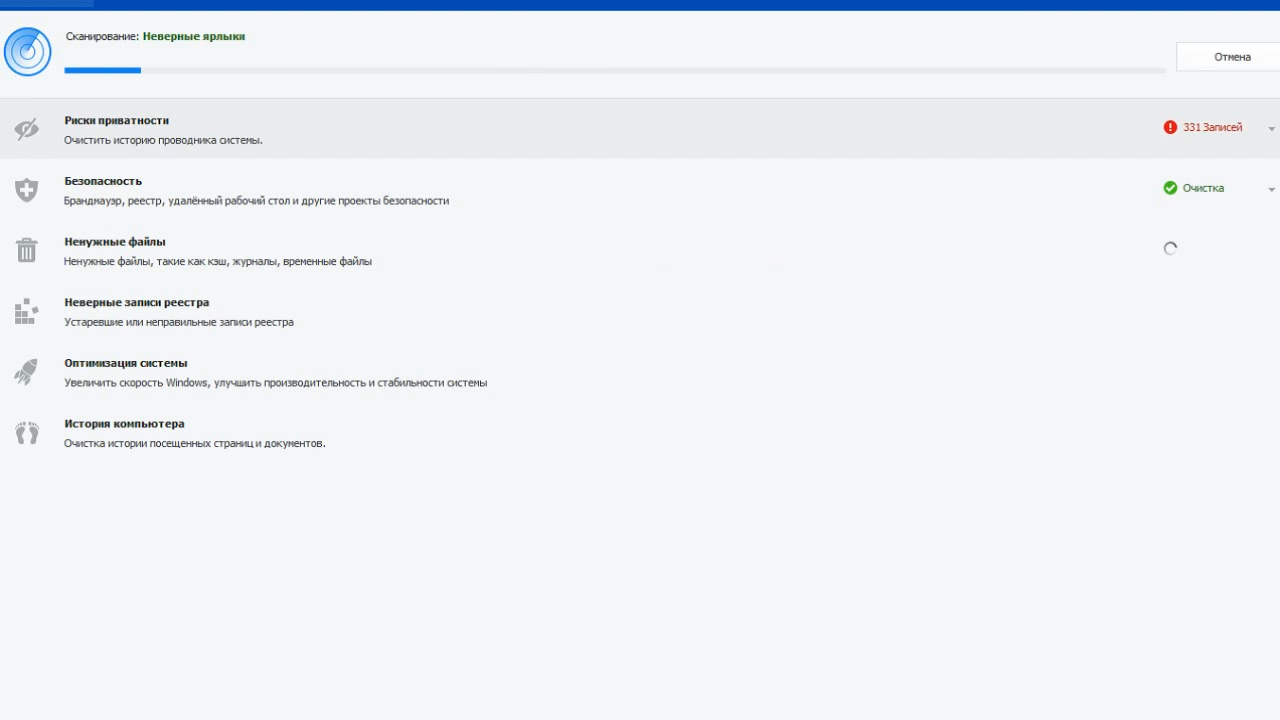 Сканирование: Неверные ярлыки
Отмена
Риски приватности
Очистить историю проводника системы.
331 Записей
Безопасность
Брандмауэр, реестр, удалённый рабочий стол и другие проекты безопасности
Очистка
Ненужные файлы
Ненужные файлы, такие как кэш, журналы, временные файлы
Неверные записи реестра
Устаревшие или неправильные записи реестра
Оптимизация системы
Увеличить скорость Windows, улучшить производительность и стабильности системы
История компьютера
Очистка истории посещенных страниц и документов.